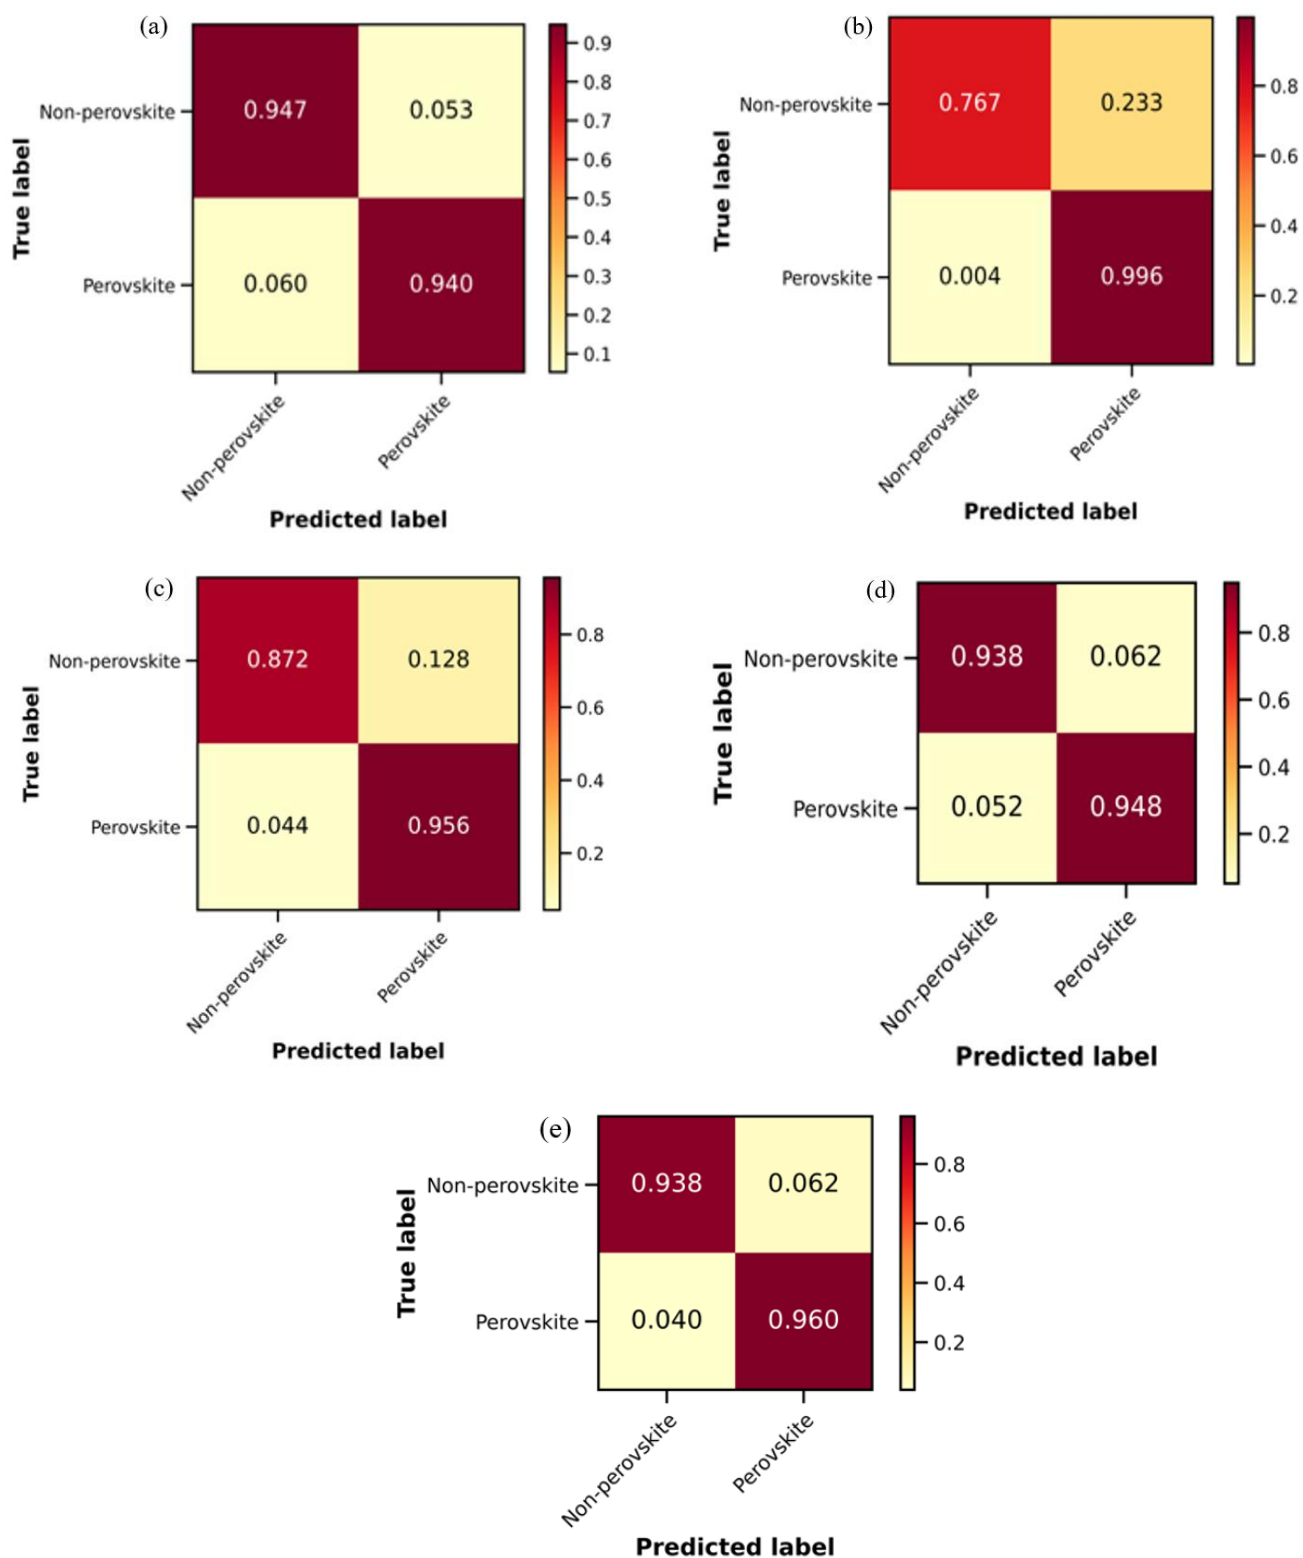 (a)
Non-perovskite
0.947
0.053
Perovskite
0.060
0.940
True label
Non-perovskite
Perovskite
Predicted label
0.9
0.8
0.7
0.6
0.5
0.4
0.3
0.2
0.1
(b)
Non-perovskite
0.767
0.233
Perovskite
0.004
0.996
True label
Non-perovskite
Perovskite
Predicted label
0.8
0.6
0.4
0.2
(c)
Non-perovskite
0.872
0.128
Perovskite
0.044
0.956
True label
Non-perovskite
Perovskite
Predicted label
0.8
0.6
0.4
0.2
(d)
Non-perovskite
0.938
0.062
Perovskite
0.052
0.948
True label
Non-perovskite
Perovskite
Predicted label
0.8
0.6
0.4
0.2
(e)
Non-perovskite
0.938
0.062
Perovskite
0.040
0.960
True label
Non-perovskite
Perovskite
Predicted label
0.8
0.6
0.4
0.2